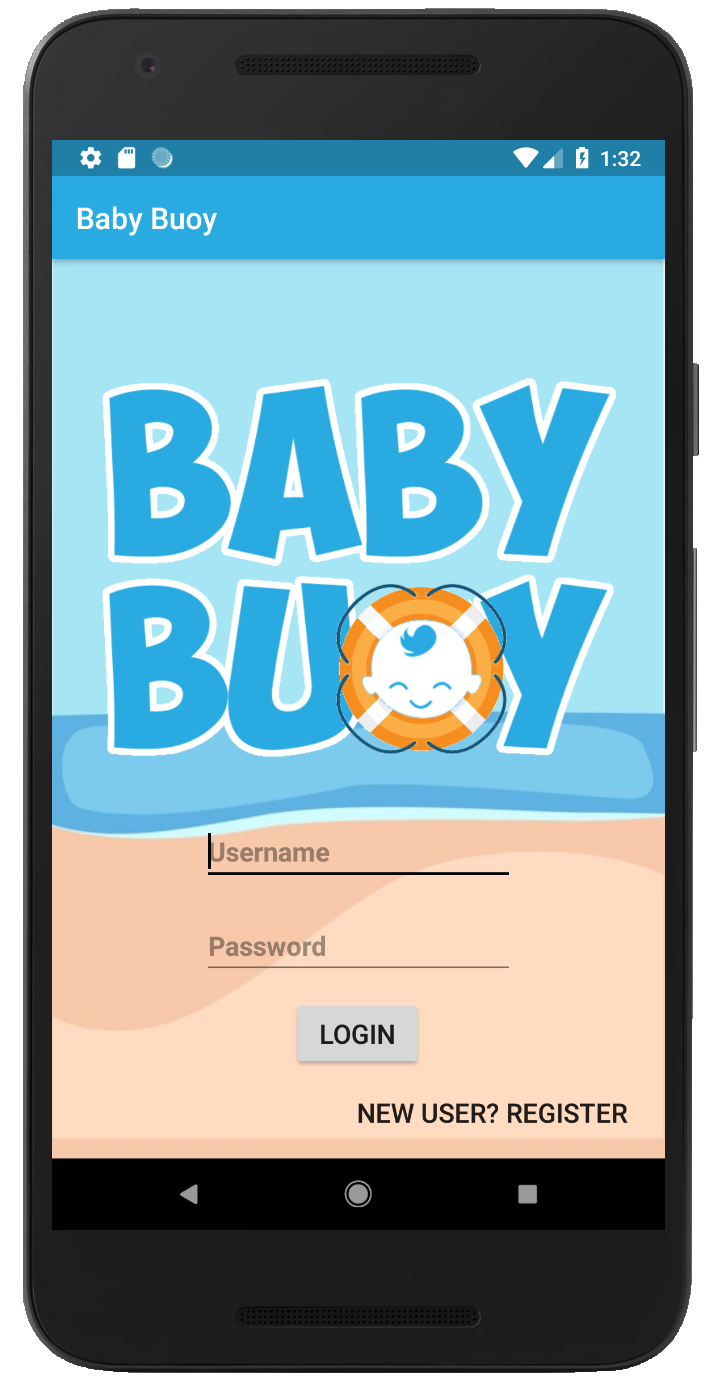 1:32
Baby Buoy
BABY
BUOY
Username
Password
LOGIN
NEW USER? REGISTER